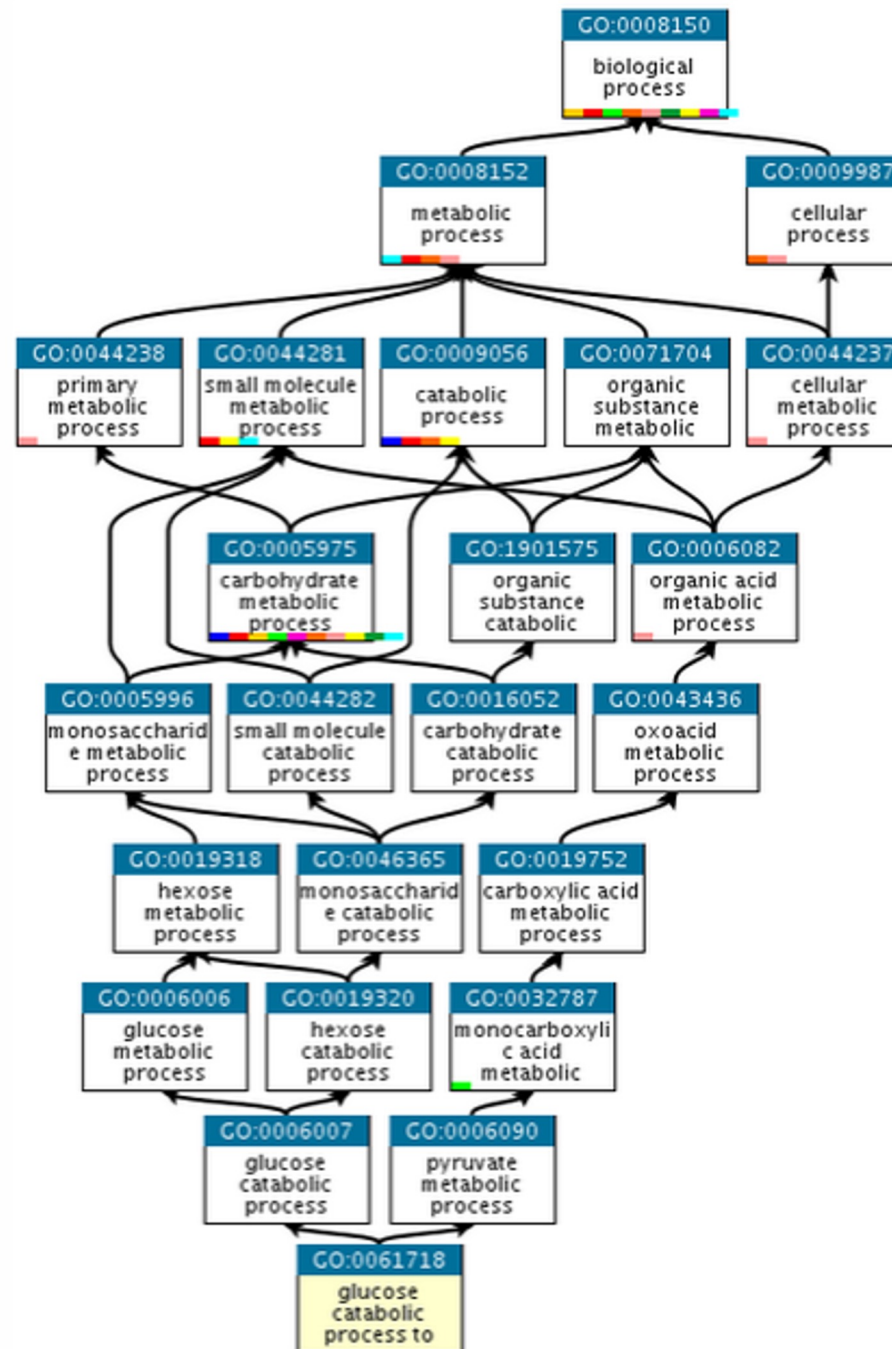 GO:0008150
biological
process
GO:0008152
metabolic
process
GO:0009987
cellular
process
GO:0044238
primary
metabolic
process
GO:0044281
small molecule
metabolic
process
GO:0009056
catabolic
process
GO:0071704
organic
substance
metabolic
GO:0044237
cellular
metabolic
process
GO:0005975
carbohydrate
metabolic
process
GO:1901575
organic
substance
catabolic
GO:0006082
organic acid
metabolic
process
GO:0005996
monosaccharid
e metabolic
process
GO:0044282
small molecule
catabolic
process
GO:0016052
carbohydrate
catabolic
process
GO:0043436
oxoacid
metabolic
process
GO:0019318
hexose
metabolic
process
GO:0046365
monosaccharid
e catabolic
process
GO:0019752
carboxylic acid
metabolic
process
GO:0006006
glucose
metabolic
process
GO:0019320
hexose
catabolic
process
GO:0032787
monocarboxyli
c acid
metabolic
GO:0006007
glucose
catabolic
process
GO:0006090
pyruvate
metabolic
process
GO:0061718
glucose
catabolic
process to